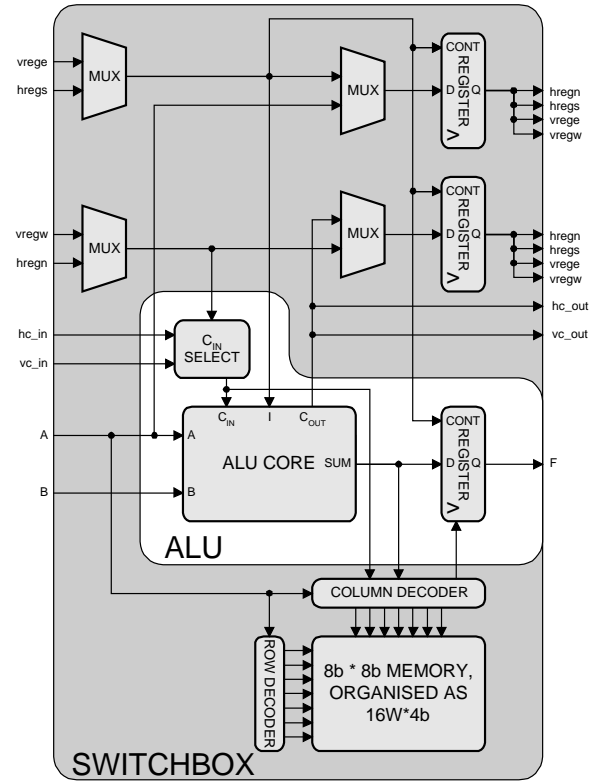 vrege
hregs
MUX
MUX
CONT
D Q
REGISTER
hregn
hregs
vrege
vregw
vregw
hregn
MUX
MUX
CONT
D Q
REGISTER
hregn
hregs
vrege
vregw
hc_out
vc_out
hc_in
vc_in
CIN
SELECT
CIN I COUT
A
A
B
B
ALU CORE
SUM
CONT
D Q
REGISTER
F
ALU
COLUMN DECODER
ROW DECODER
8b * 8b MEMORY,
ORGANISED AS
16W*4b
SWITCHBOX